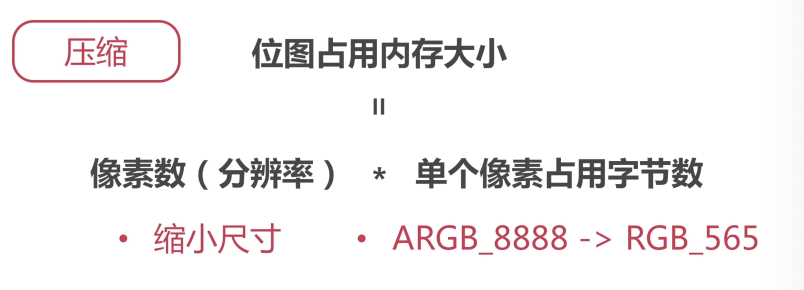 压缩
位图占用内存大小
=
像素数（分辨率） * 单个像素占用字节数
• 缩小尺寸 • ARGB_8888 -> RGB_565